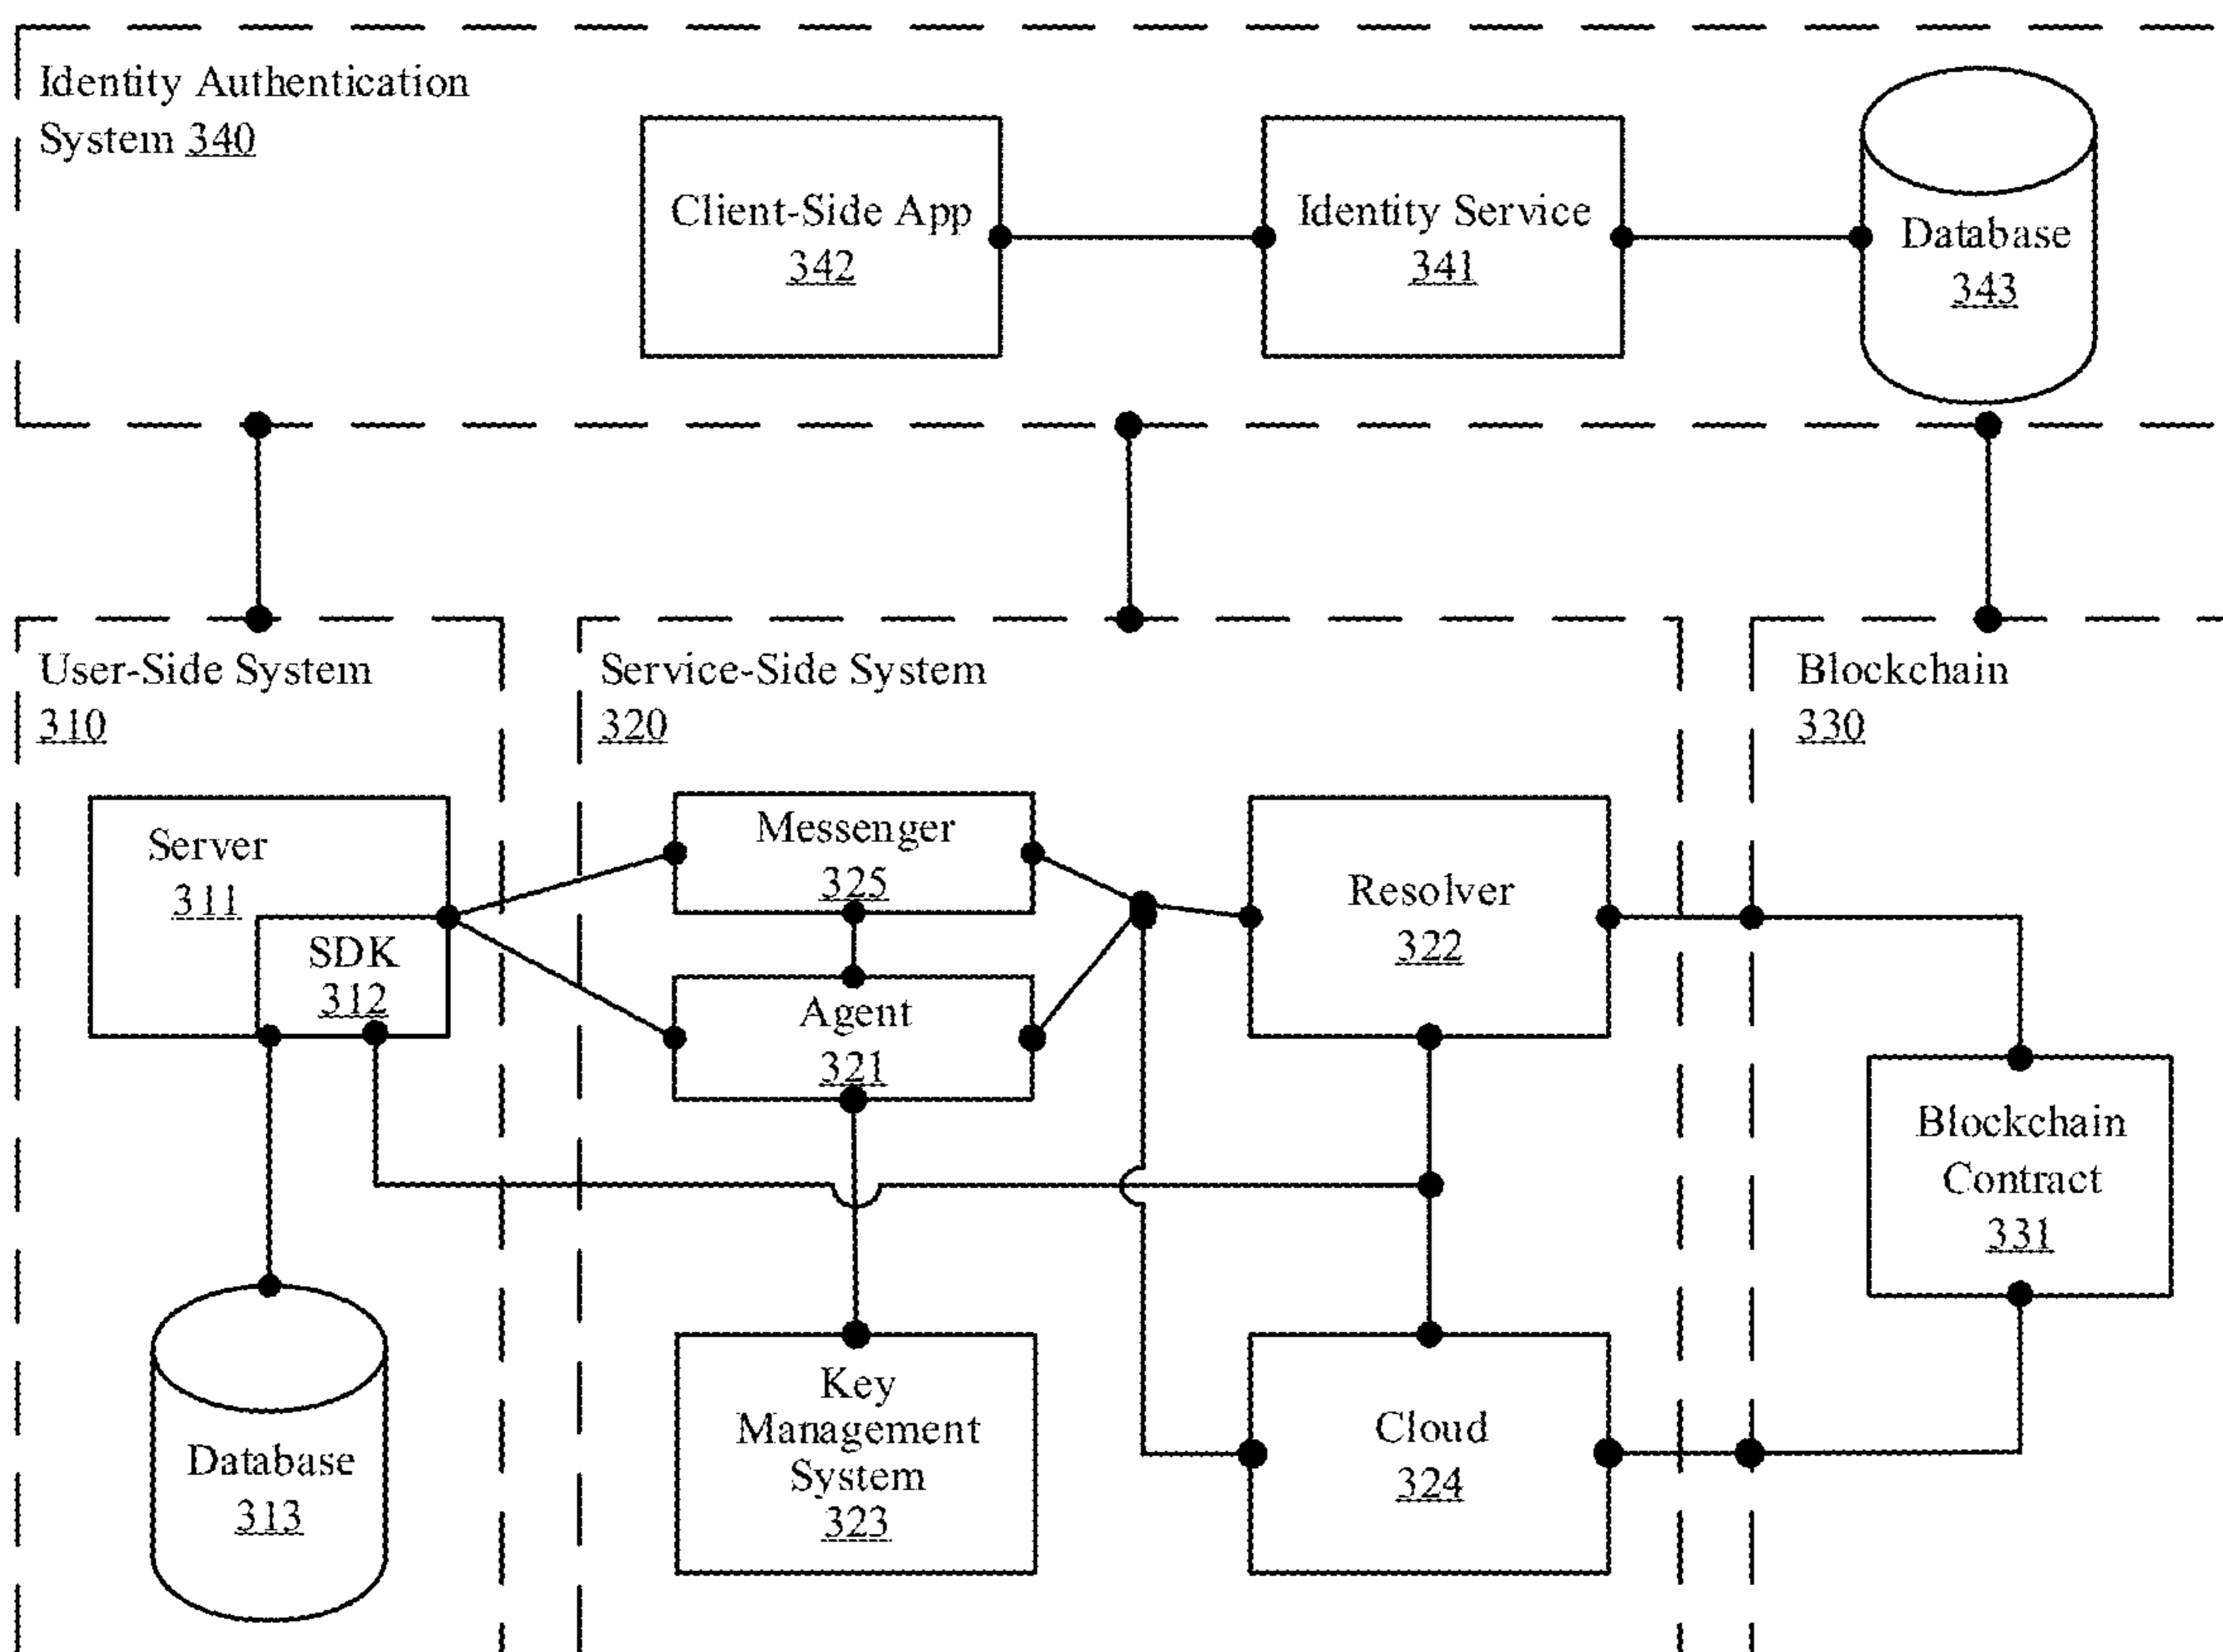 Identity Authentication
System 340
Client-Side App
342
Identity Service
341
Database
343
User-Side System
310
Server
311
SDK
312
Database
313
Service-Side System
320
Messenger
325
Agent
321
Key
Management
System
323
Resolver
322
Cloud
324
Blockchain
330
Blockchain
Contract
331